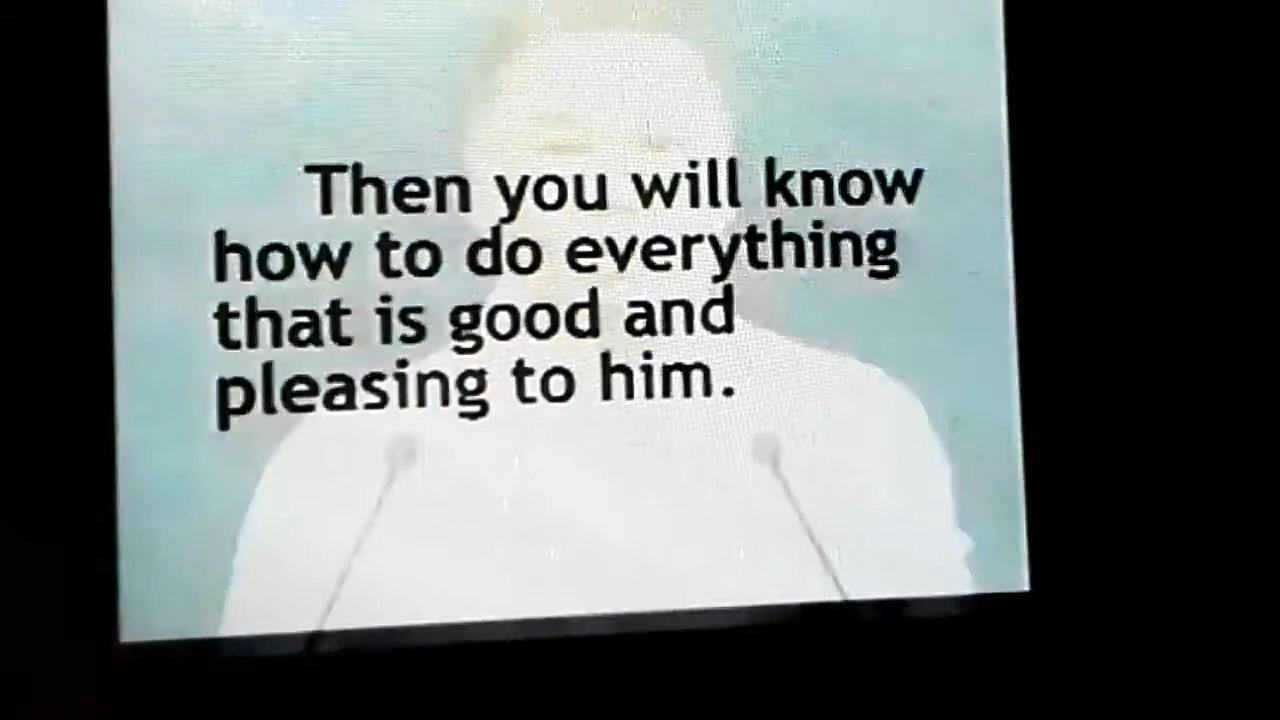 Then you will know
how to do everything
that is good and
pleasing to him.